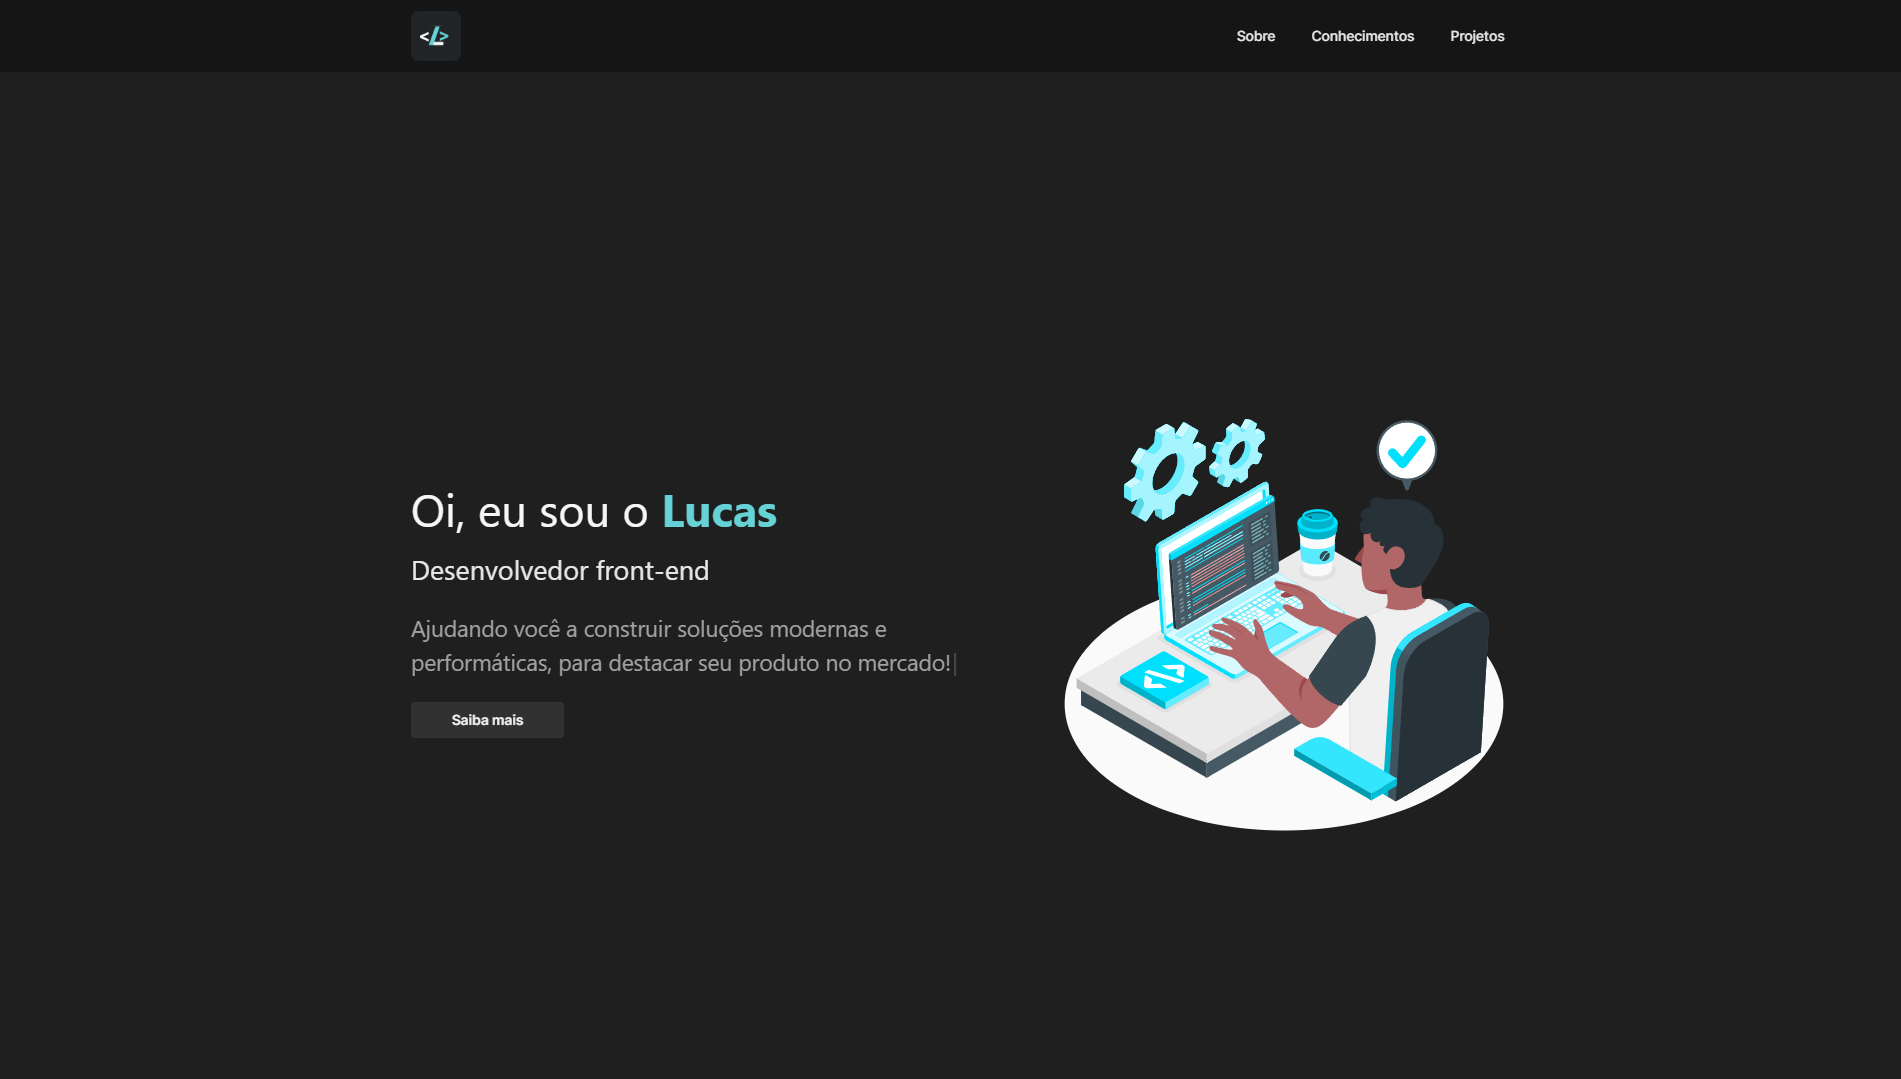 <L>
Sobre Conhecimentos Projetos
Oi, eu sou o Lucas
Desenvolvedor front-end
Ajudando você a construir soluções modernas e
performáticas, para destacar seu produto no mercado!|
Saiba mais